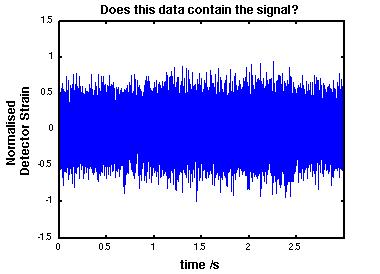 Does this data contain the signal?
1.5
1
0.5
0
-0.5
-1
-1.5
Normalised
Detector Strain
0 0.5 1 1.5 2 2.5
time /s